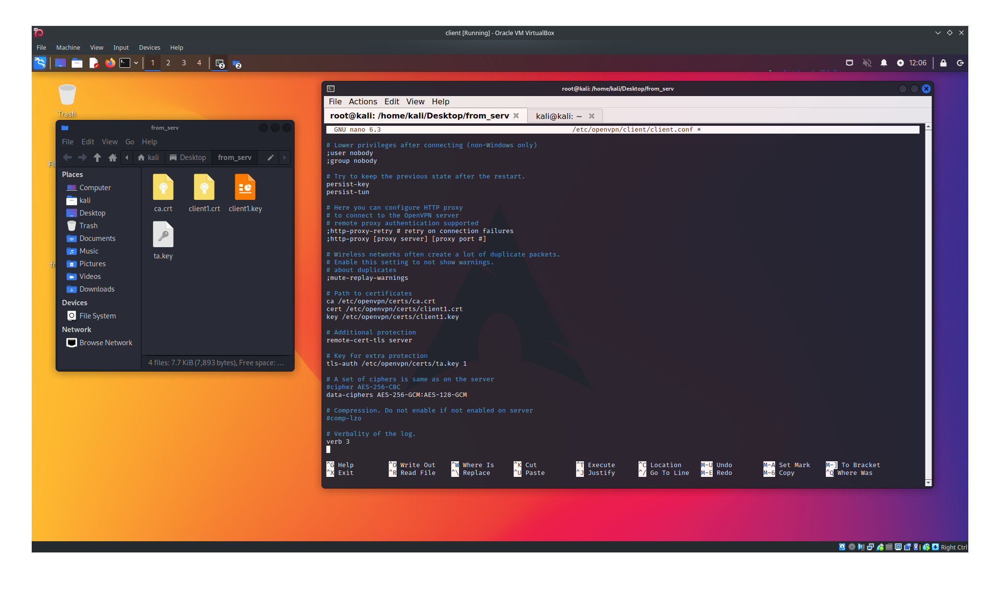 client [Running] - Oracle VM VirtualBox
File Machine View Input Devices Help
1 2 3 4 2 2 12:06
Trash
from_serv
File Edit View Go Help
kali Desktop from_serv
Places
Computer
kali
Desktop
Trash
Documents
Music
Pictures
Videos
Downloads
Devices
File System
Network
Browse Network
ca.crt client1.crt client1.key
ta.key
4 files: 7.7 KiB (7,893 bytes), Free space: …
root@kali: /home/kali/Desktop/from_serv
File Actions Edit View Help
root@kali: /home/kali/Desktop/from_serv kali@kali: ~
GNU nano 6.3 /etc/openvpn/client/client.conf *
# Lower privileges after connecting (non-Windows only)
;user nobody
;group nobody
# Try to keep the previous state after the restart.
persist-key
persist-tun
# Here you can configure HTTP proxy
# to connect to the OpenVPN server
# remote proxy authentication supported
;http-proxy-retry # retry on connection failures
;http-proxy [proxy server] [proxy port #]
# Wireless networks often create a lot of duplicate packets.
# Enable this setting to not show warnings.
# about duplicates
;mute-replay-warnings
# Path to certificates
ca /etc/openvpn/certs/ca.crt
cert /etc/openvpn/certs/client1.crt
key /etc/openvpn/certs/client1.key
# Additional protection
remote-cert-tls server
# Key for extra protection
tls-auth /etc/openvpn/certs/ta.key 1
# A set of ciphers is same as on the server
#cipher AES-256-CBC
data-ciphers AES-256-GCM:AES-128-GCM
# Compression. Do not enable if not enabled on server
#comp-lzo
# Verbality of the log.
verb 3
^G Help ^O Write Out ^W Where Is ^K Cut ^T Execute ^C Location M-U Undo M-A Set Mark M-] To Bracket
^X Exit ^R Read File ^\ Replace ^U Paste ^J Justify ^/ Go To Line M-E Redo M-6 Copy ^Q Where Was
Right Ctrl